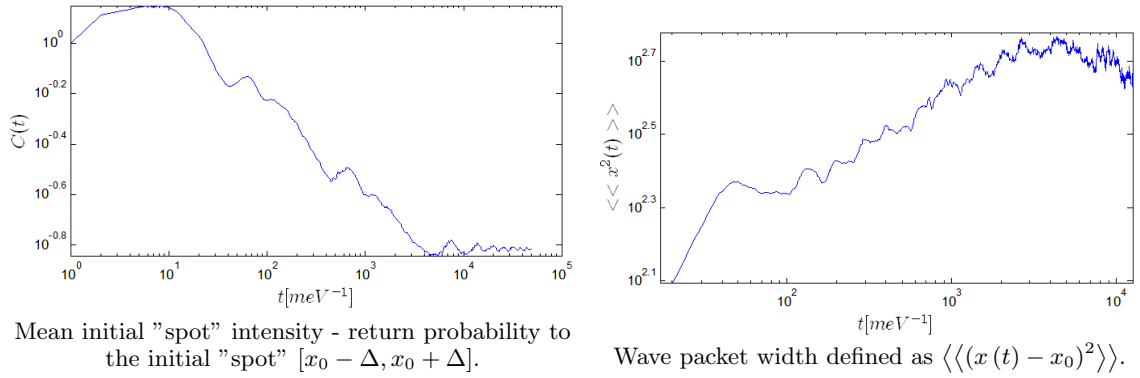 10^0
10^-0.2
10^-0.4
10^-0.6
10^-0.8
C(t)
10^0 10^1 10^2 10^3 10^4 10^5
t[meV^-1]
Mean initial ”spot” intensity - return probability to
the initial ”spot” [x_0 − Δ, x_0 + Δ].
10^2.7
10^2.5
10^2.3
10^2.1
<< x^2(t) >>
10^2 10^3 10^4
t[meV^-1]
Wave packet width defined as ⟨⟨(x (t) − x_0)^2⟩⟩.